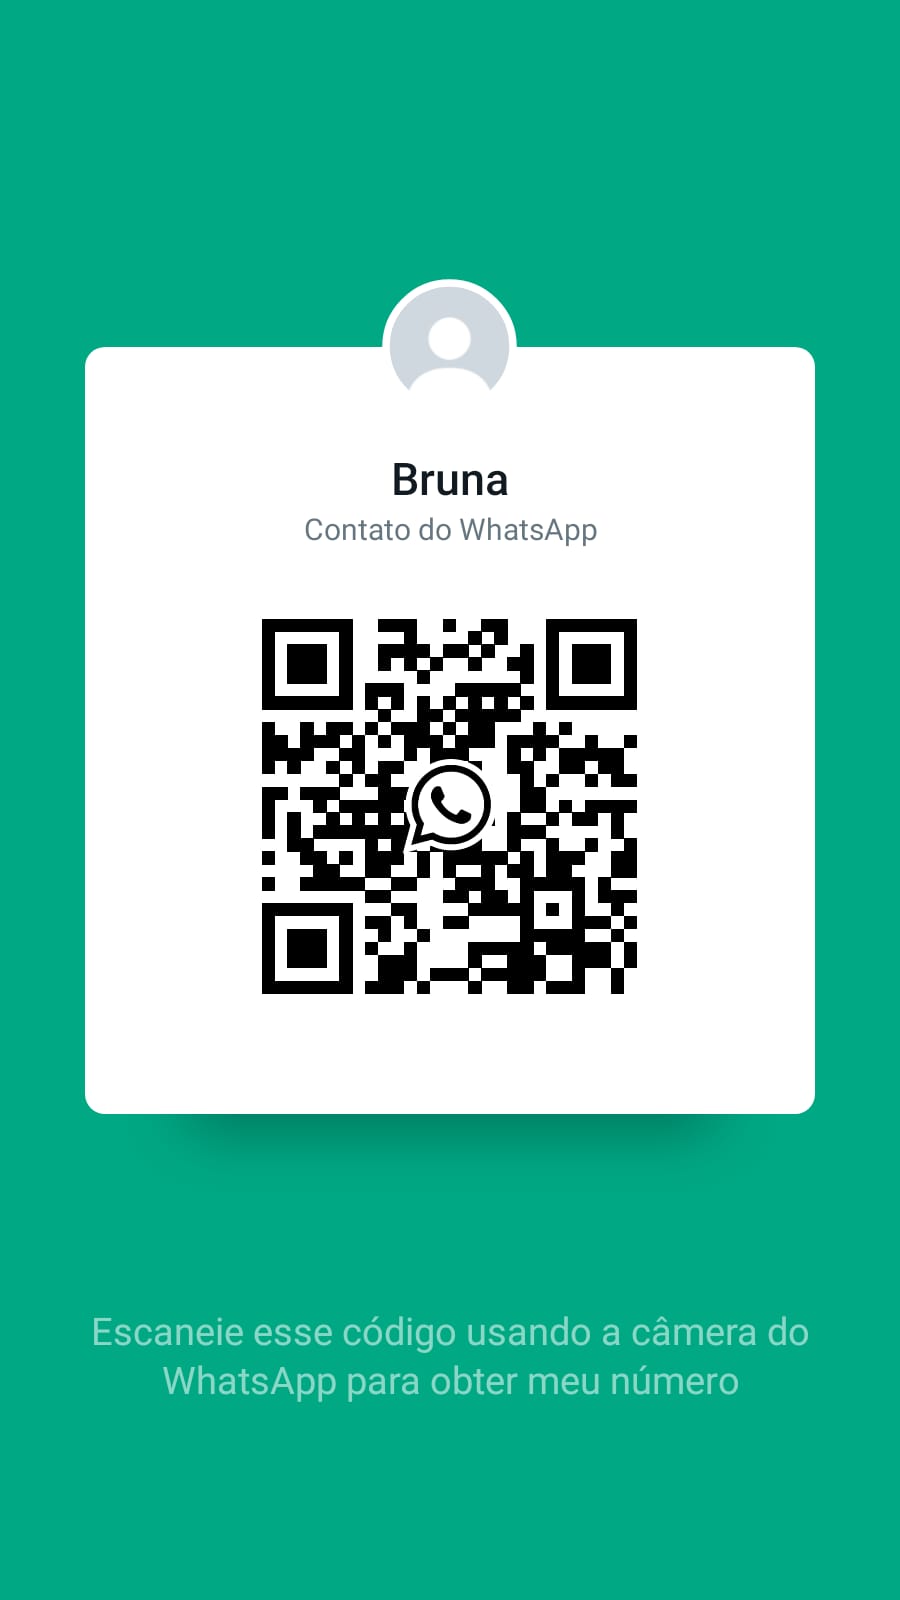 Bruna
Contato do WhatsApp
Escaneie esse código usando a câmera do
WhatsApp para obter meu número